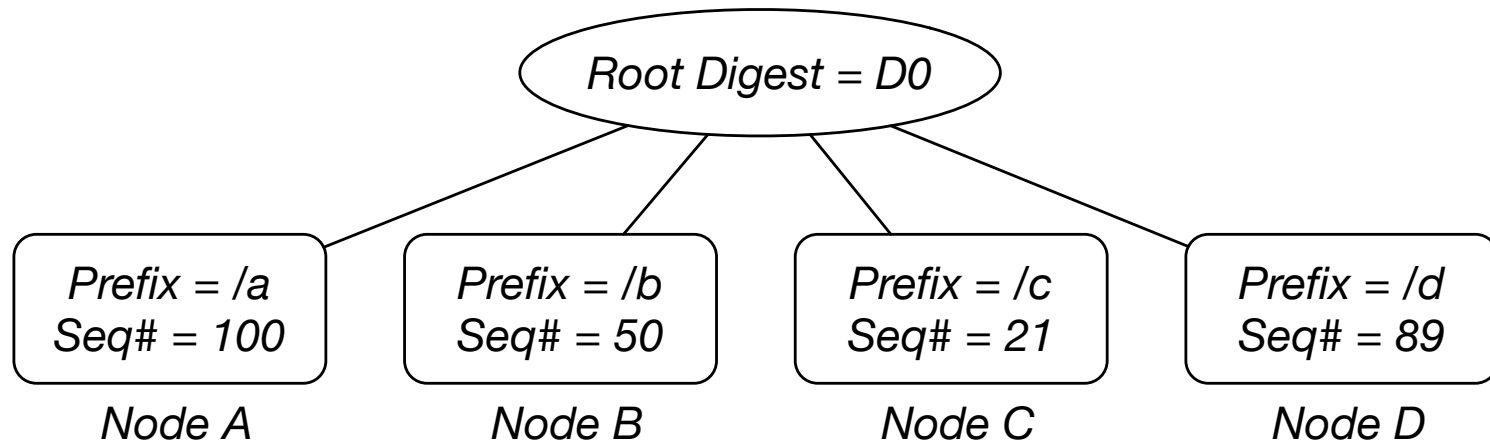 Root Digest = D0
Prefix = /a
Seq# = 100
Prefix = /b
Seq# = 50
Prefix = /c
Seq# = 21
Prefix = /d
Seq# = 89
Node A
Node B
Node C
Node D